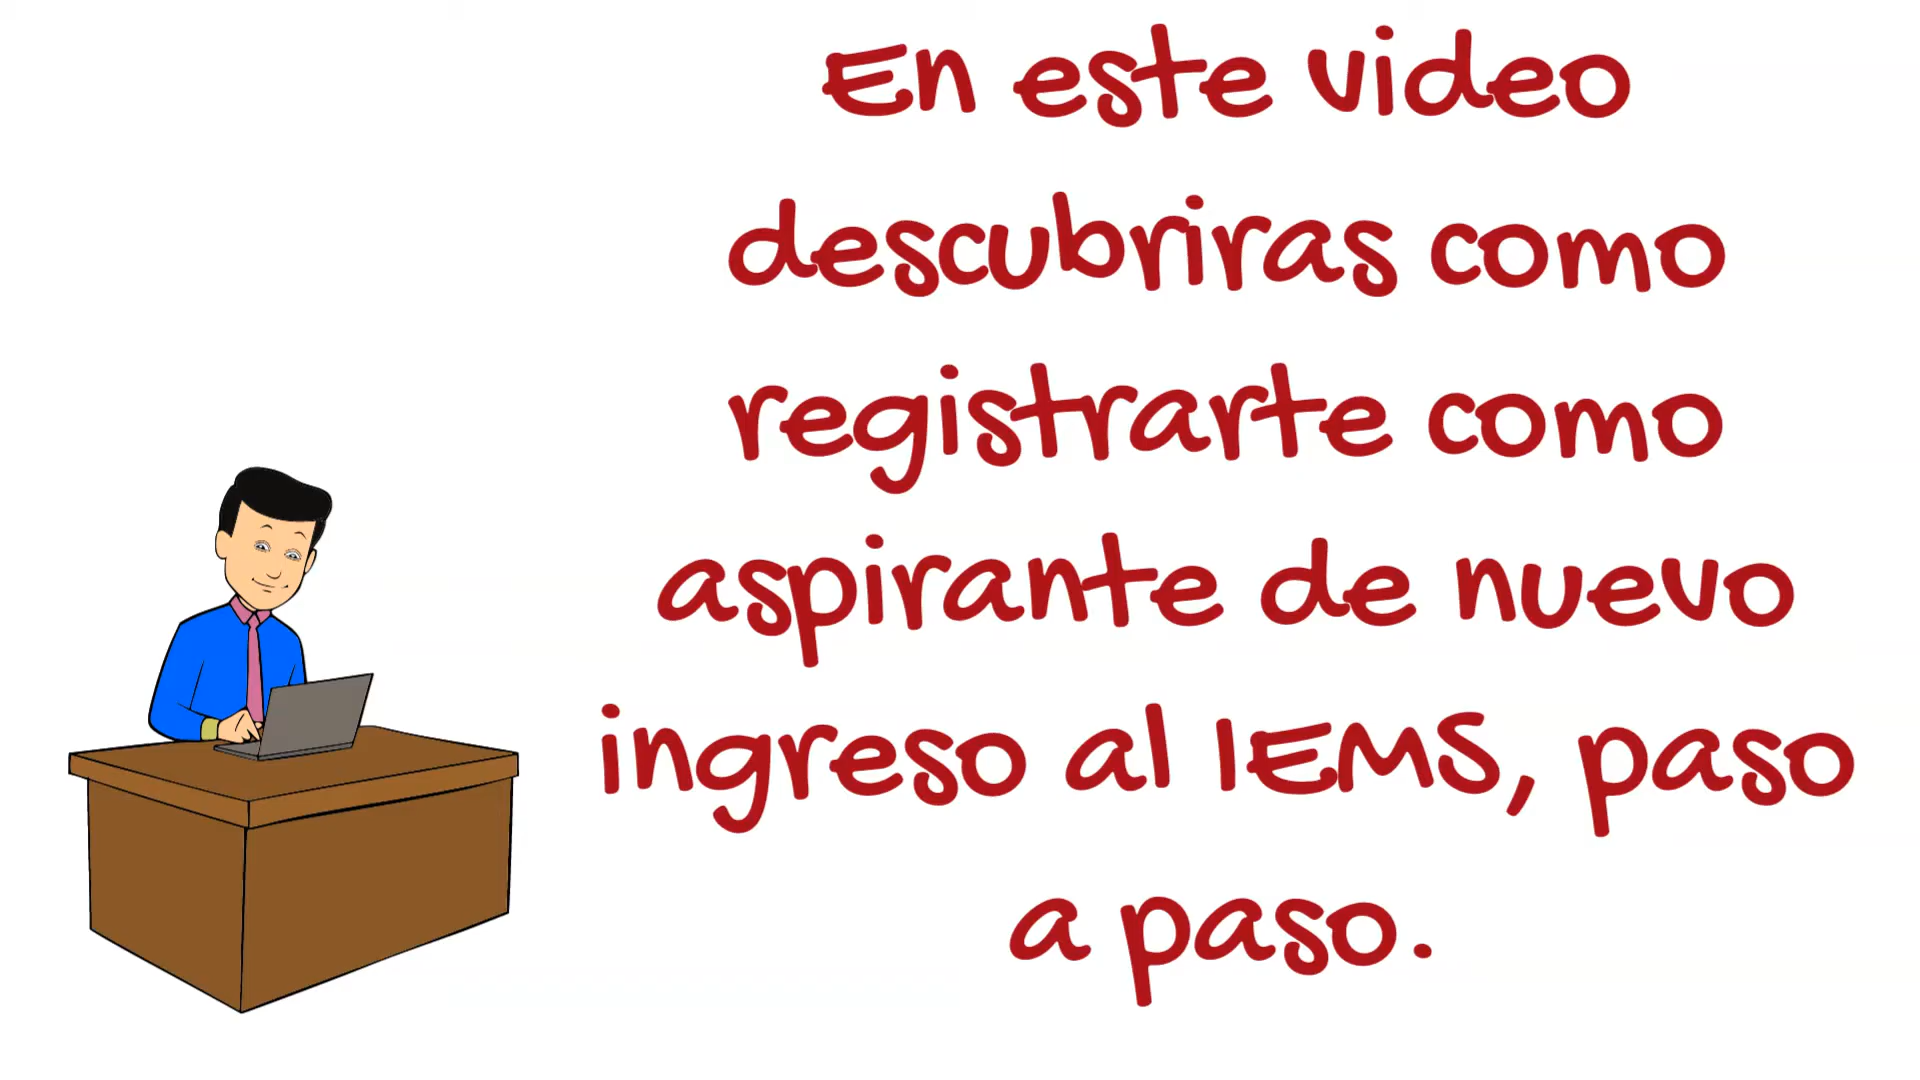 En este video
descubriras como
registrarte como
aspirante de nuevo
ingreso al IEMS, paso
a paso.